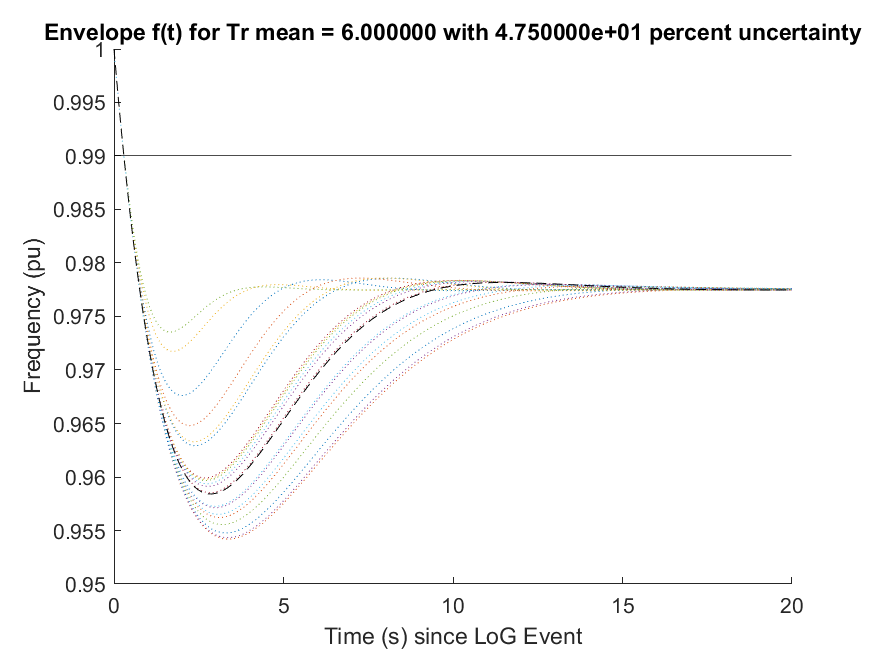 Envelope f(t) for Tr mean = 6.000000 with 4.750000e+01 percent uncertainty
1
0.995
0.99
0.985
0.98
0.975
0.97
0.965
0.96
0.955
0.95
Frequency (pu)
0 5 10 15 20
Time (s) since LoG Event